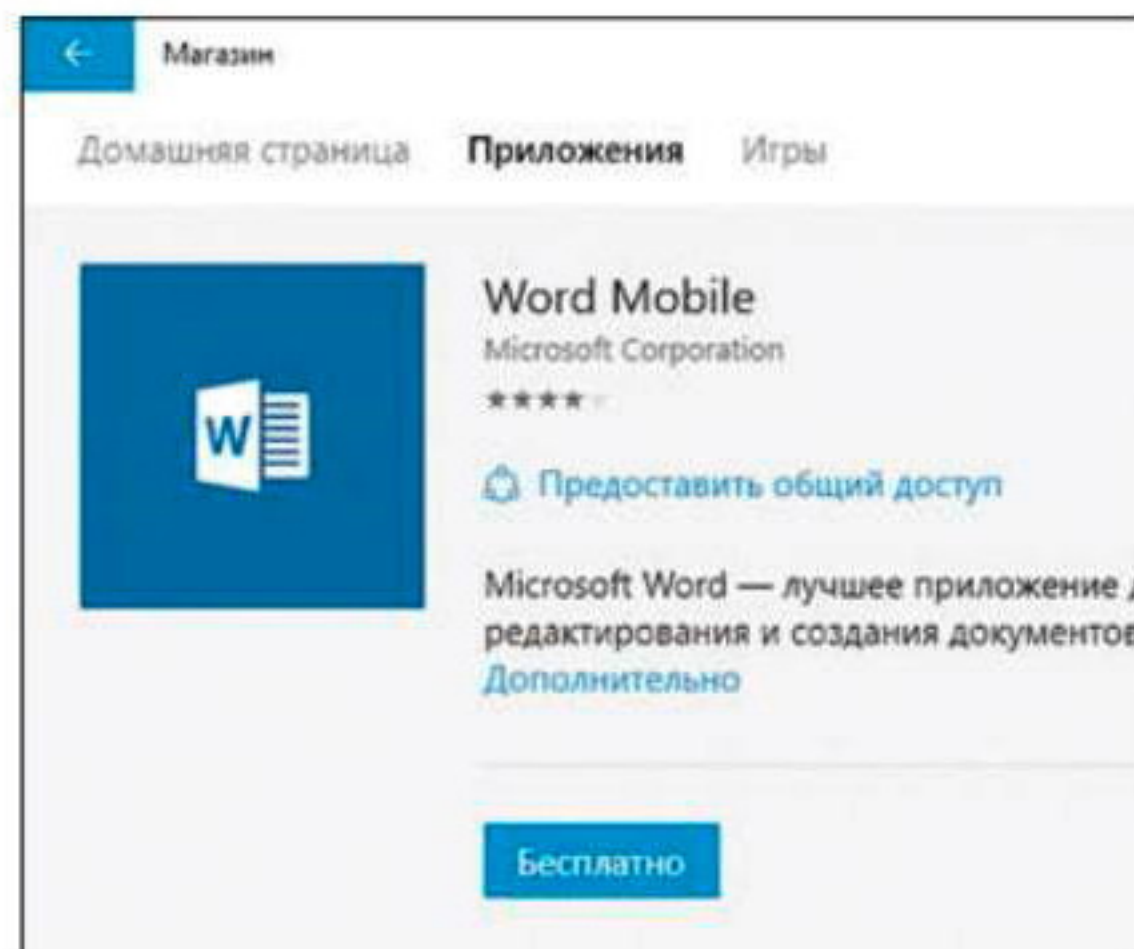 Магазин
Домашняя страница Приложения Игры
Word Mobile
Microsoft Corporation
W
Предоставить общий доступ
Microsoft Word — лучшее приложение
редактирования и создания документов
Дополнительно
Бесплатно